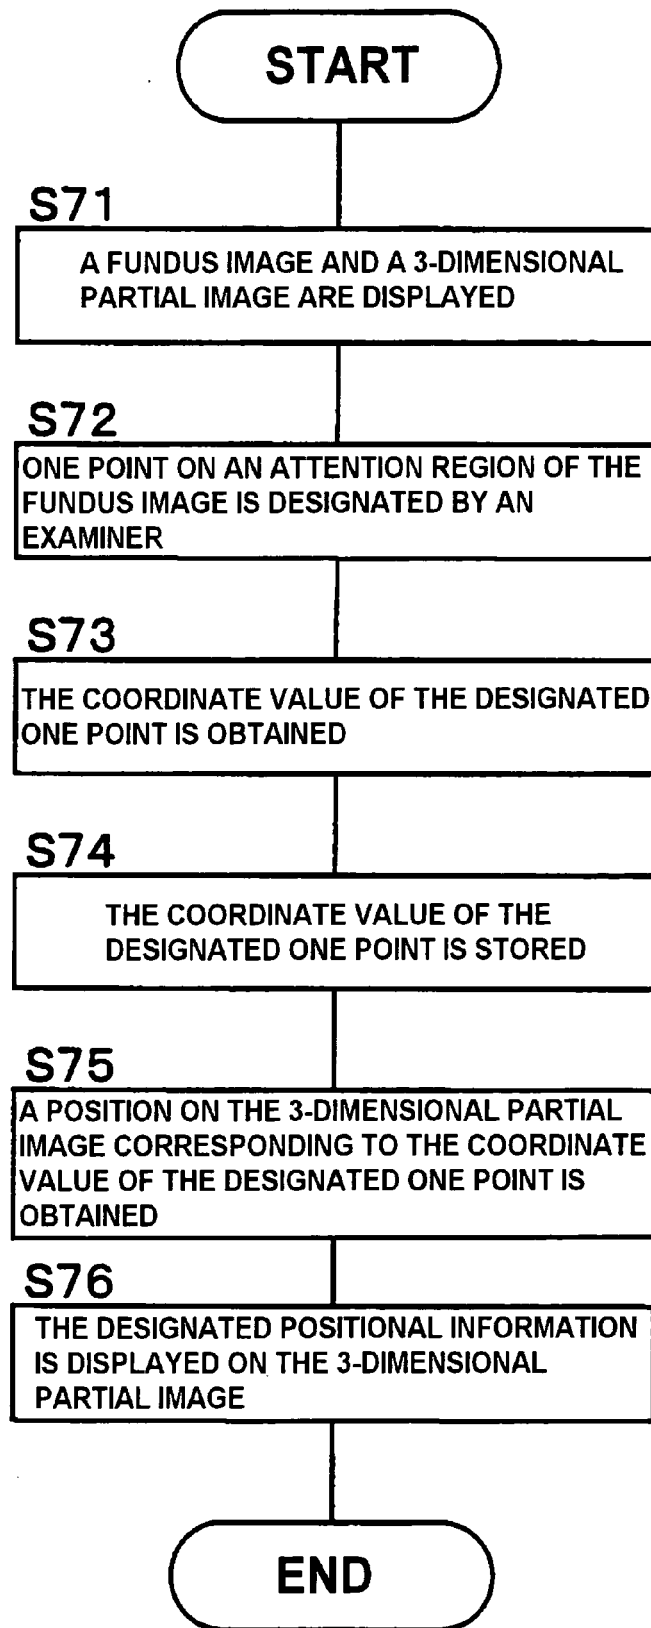 START
S71
A FUNDUS IMAGE AND A 3-DIMENSIONAL
PARTIAL IMAGE ARE DISPLAYED
S72
ONE POINT ON AN ATTENTION REGION OF THE
FUNDUS IMAGE IS DESIGNATED BY AN
EXAMINER
S73
THE COORDINATE VALUE OF THE DESIGNATED
ONE POINT IS OBTAINED
S74
THE COORDINATE VALUE OF THE
DESIGNATED ONE POINT IS STORED
S75
A POSITION ON THE 3-DIMENSIONAL PARTIAL
IMAGE CORRESPONDING TO THE COORDINATE
VALUE OF THE DESIGNATED ONE POINT IS
OBTAINED
S76
THE DESIGNATED POSITIONAL INFORMATION
IS DISPLAYED ON THE 3-DIMENSIONAL
PARTIAL IMAGE
END